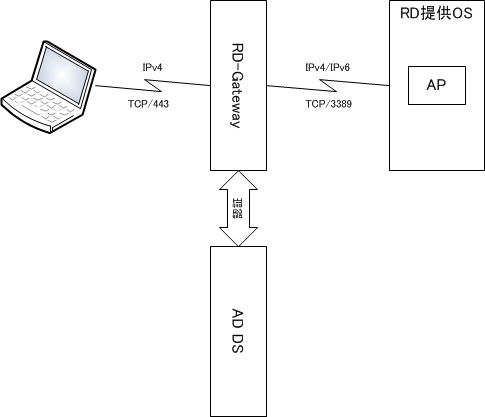 RD提供OS
IPv4
TCP/443
RD-Gateway
IPv4/IPv6
TCP/3389
AP
認証
AD DS